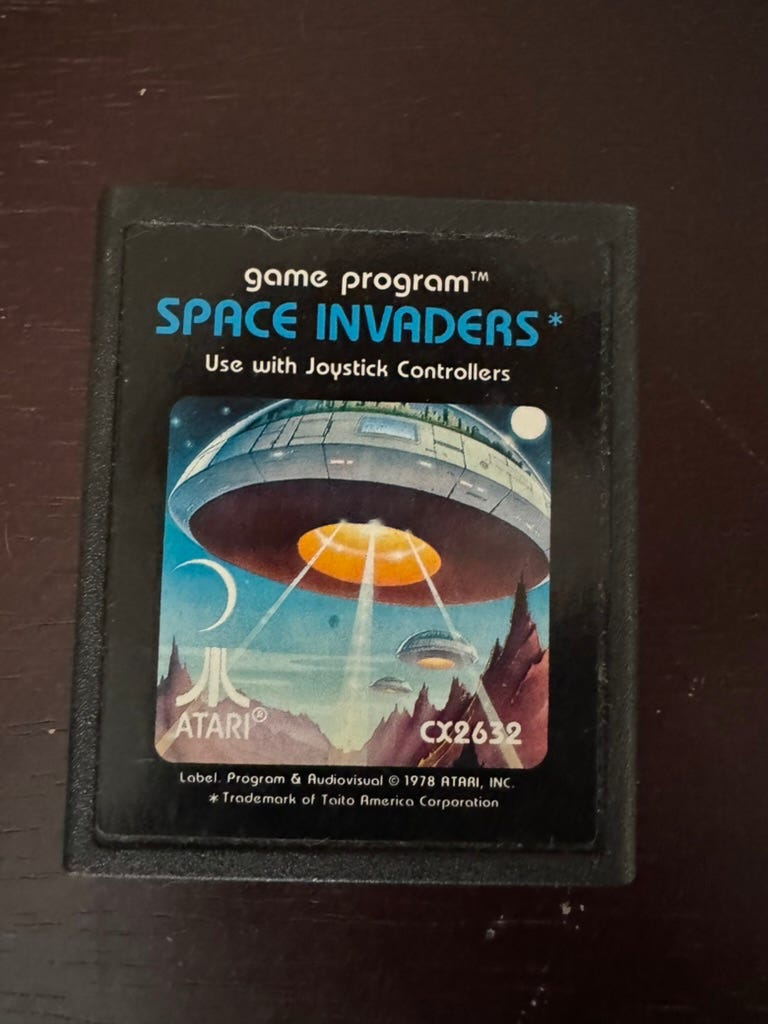 game program™
SPACE INVADERS*
Use with Joystick Controllers
ATARI®
CX2632
Label, Program & Audiovisual © 1978 ATARI, INC.
*Trademark of Taito America Corporation